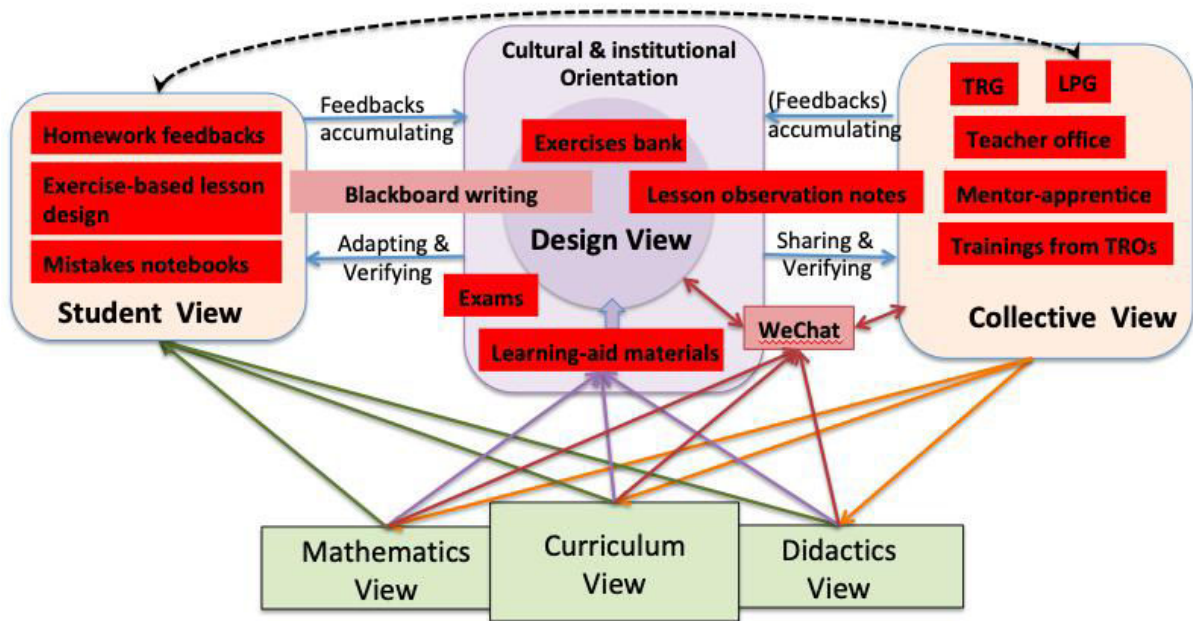 Cultural & institutional
Orientation
TRG
LPG
Feedbacks
accumulating
(Feedbacks)
accumulating
Homework feedbacks
Exercises bank
Teacher office
Exercise-based lesson
design
Blackboard writing
Lesson observation notes
Mentor-apprentice
Design View
Adapting &
Verifying
Sharing &
Verifying
Trainings from TROs
Mistakes notebooks
Exams
Student View
WeChat
Collective View
Learning-aid materials
Mathematics
View
Curriculum
View
Didactics
View